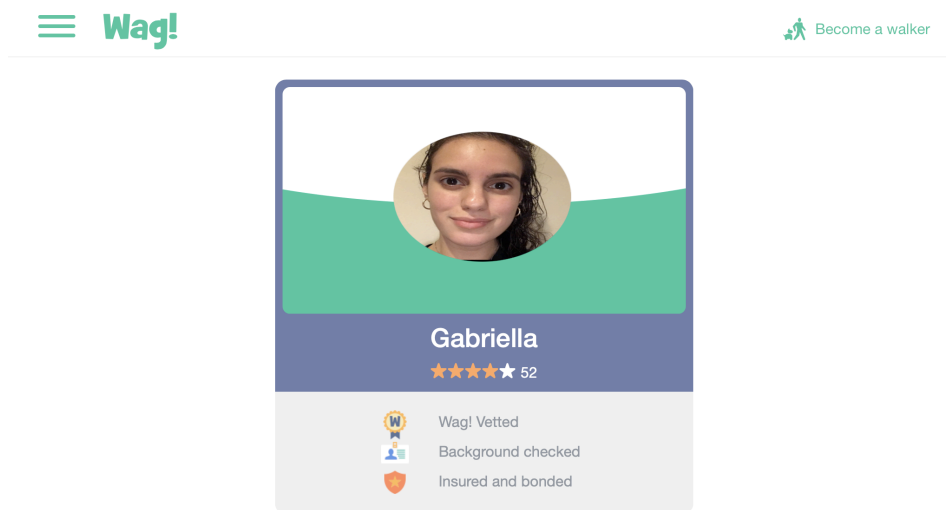 Wag!
Become a walker
Gabriella
52
W
Wag! Vetted
Background checked
Insured and bonded